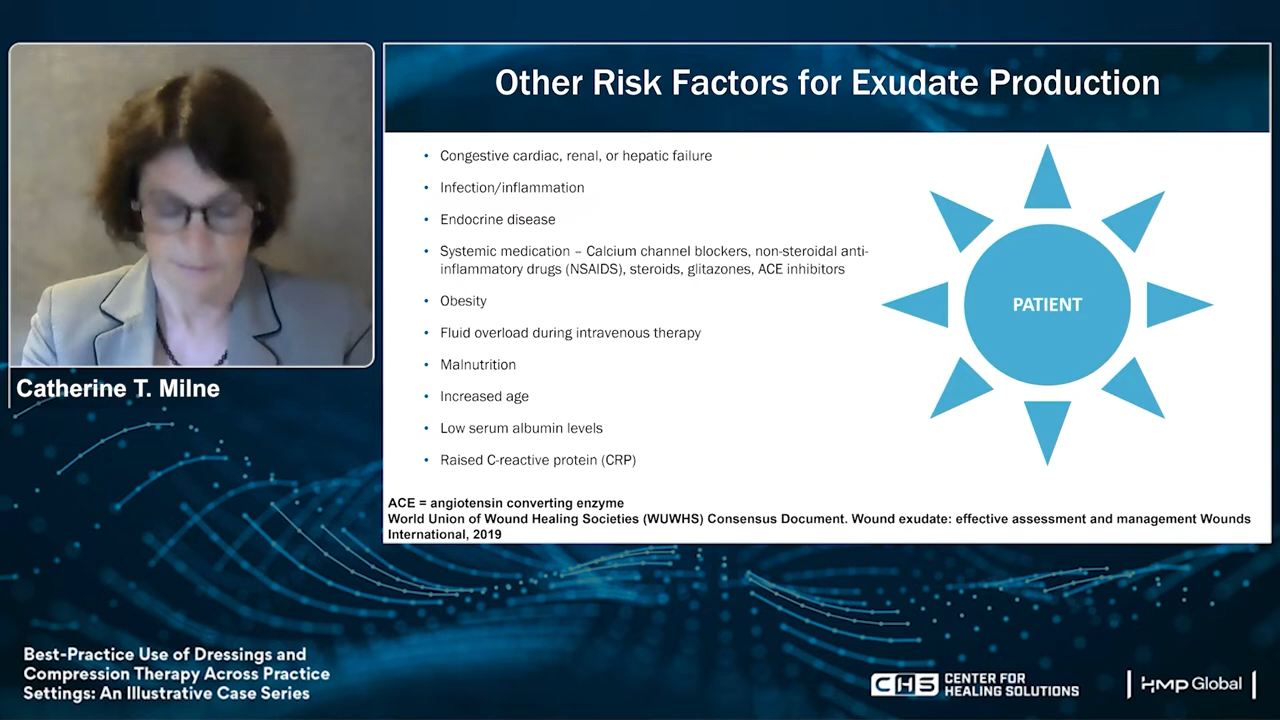 Other Risk Factors for Exudate Production
• Congestive cardiac, renal, or hepatic failure
• Infection/inflammation
• Endocrine disease
• Systemic medication – Calcium channel blockers, non-steroidal anti-
inflammatory drugs (NSAIDS), steroids, glitazones, ACE inhibitors
• Obesity
• Fluid overload during intravenous therapy
• Malnutrition
• Increased age
• Low serum albumin levels
• Raised C-reactive protein (CRP)
PATIENT
ACE = angiotensin converting enzyme
World Union of Wound Healing Societies (WUWHS) Consensus Document. Wound exudate: effective assessment and management Wounds
International, 2019
Catherine T. Milne
Best-Practice Use of Dressings and
Compression Therapy Across Practice
Settings: An Illustrative Case Series
CHS CENTER FOR
HEALING SOLUTIONS
HMP Global